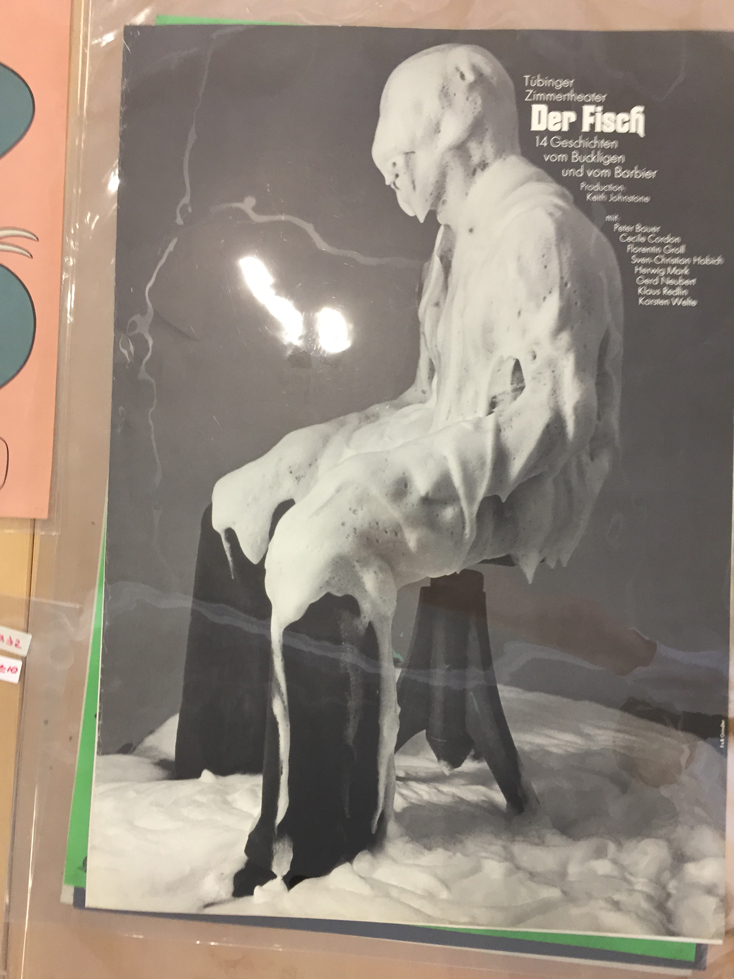 Tübinger
Zimmertheater
Der Fisch
14 Geschichten
vom Buckligen
und vom Barbier
Production:
Keith Johnstone
mit:
Peter Bauer
Cecile Cordon
Florentin Groll
Sven-Christian Habich
Herwig Mark
Gerd Neubert
Klaus Redlin
Karsten Welte